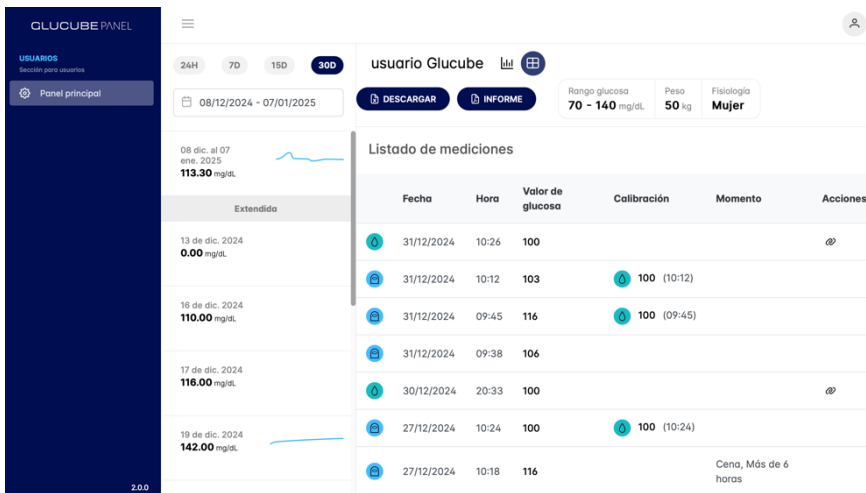 GLUCUBE PANEL
USUARIOS
Sección para usuarios
Panel principal
2.0.0
24H 7D 15D 30D
08/12/2024 - 07/01/2025
08 dic. al 07
ene. 2025
113.30 mg/dL
Extendida
13 de dic. 2024
0.00 mg/dL
16 de dic. 2024
110.00 mg/dL
17 de dic. 2024
116.00 mg/dL
19 de dic. 2024
142.00 mg/dL
usuario Glucube
DESCARGAR INFORME
Rango glucosa Peso Fisiología
70 - 140 mg/dL 50 kg Mujer
Listado de mediciones
Fecha Hora Valor de glucosa Calibración Momento Acciones
31/12/2024 10:26 100
31/12/2024 10:12 103 100 (10:12)
31/12/2024 09:45 116 100 (09:45)
31/12/2024 09:38 106
30/12/2024 20:33 100
27/12/2024 10:24 100 100 (10:24)
27/12/2024 10:18 116 Cena, Más de 6
horas